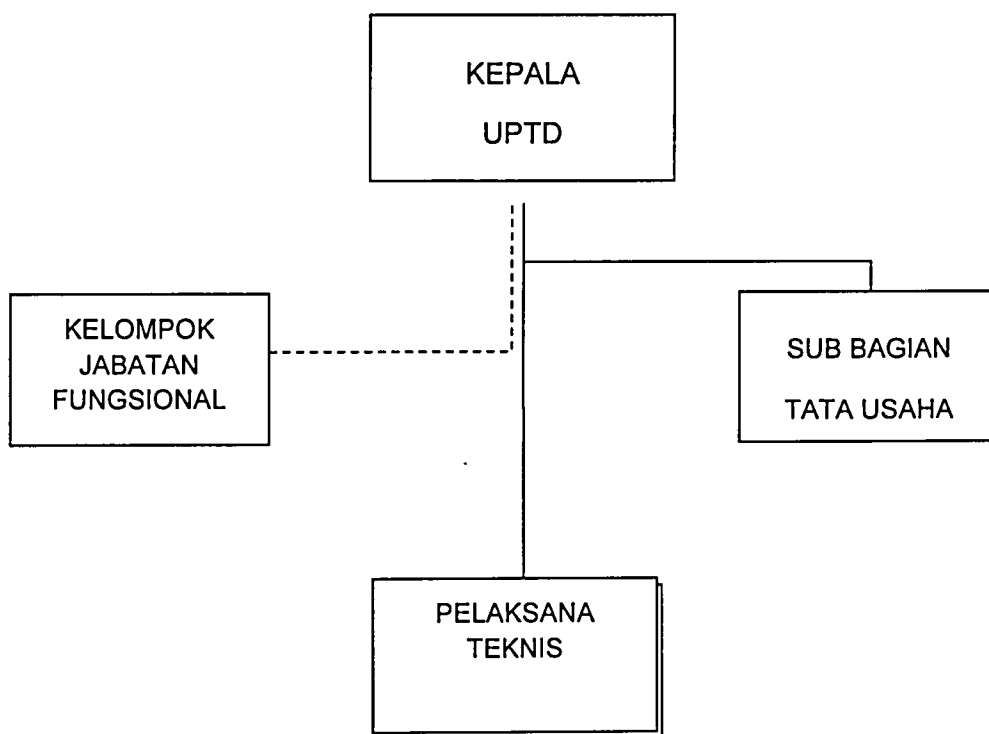 KEPALA
UPTD
KELOMPOK
JABATAN
FUNGSIONAL
SUB BAGIAN
TATA USAHA
PELAKSANA
TEKNIS